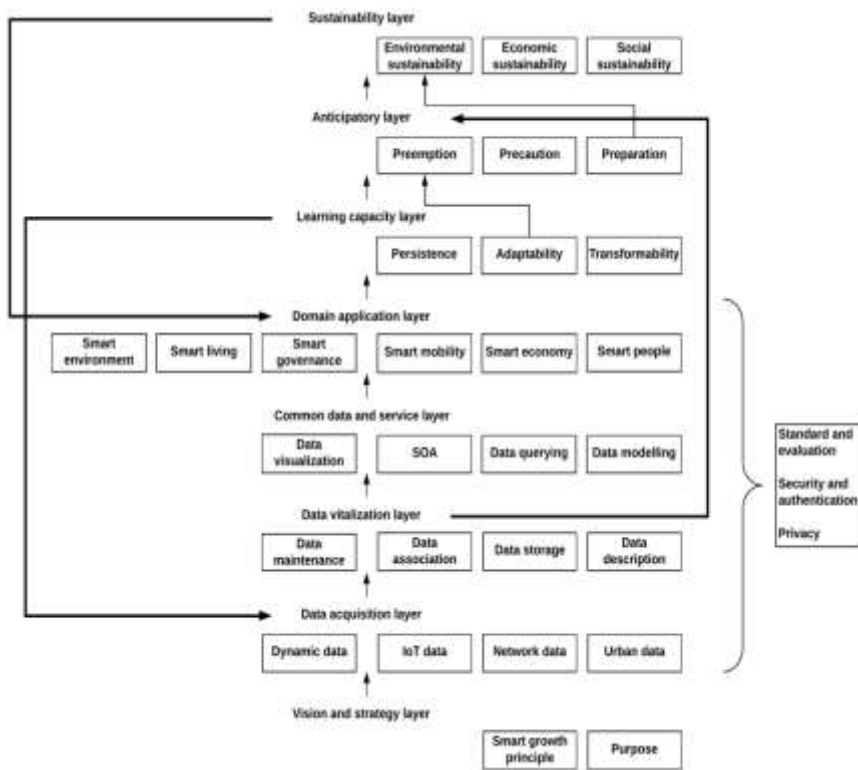 Sustainability layer
Environmental
sustainability
Economic
sustainability
Social
sustainability
Anticipatory layer
Preemption
Precaution
Preparation
Learning capacity layer
Persistence
Adaptability
Transformability
Domain application layer
Smart
environment
Smart living
Smart
governance
Smart mobility
Smart economy
Smart people
Common data and service layer
Data
visualization
SOA
Data querying
Data modelling
Standard and
evaluation
Security and
authentication
Privacy
Data vitalization layer
Data
maintenance
Data
association
Data storage
Data
description
Data acquisition layer
Dynamic data
IoT data
Network data
Urban data
Vision and strategy layer
Smart growth
principle
Purpose